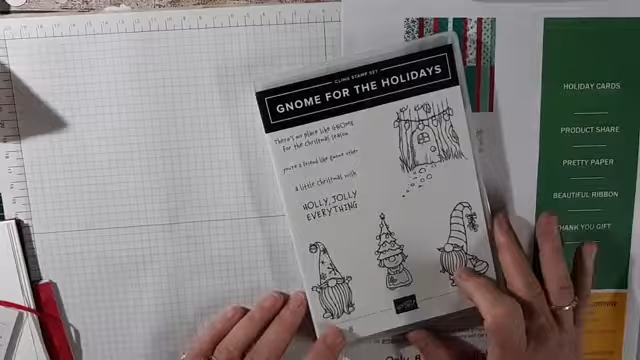 CLING STAMP SET
GNOME FOR THE HOLIDAYS
There's no place like GNOME
for the Christmas season
you're a friend like gnome other
a little Christmas wish
HOLLY, JOLLY
EVERYTHING
HOLIDAY CARDS
PRODUCT SHARE
PRETTY PAPER
BEAUTIFUL RIBBON
THANK YOU GIFT
Only